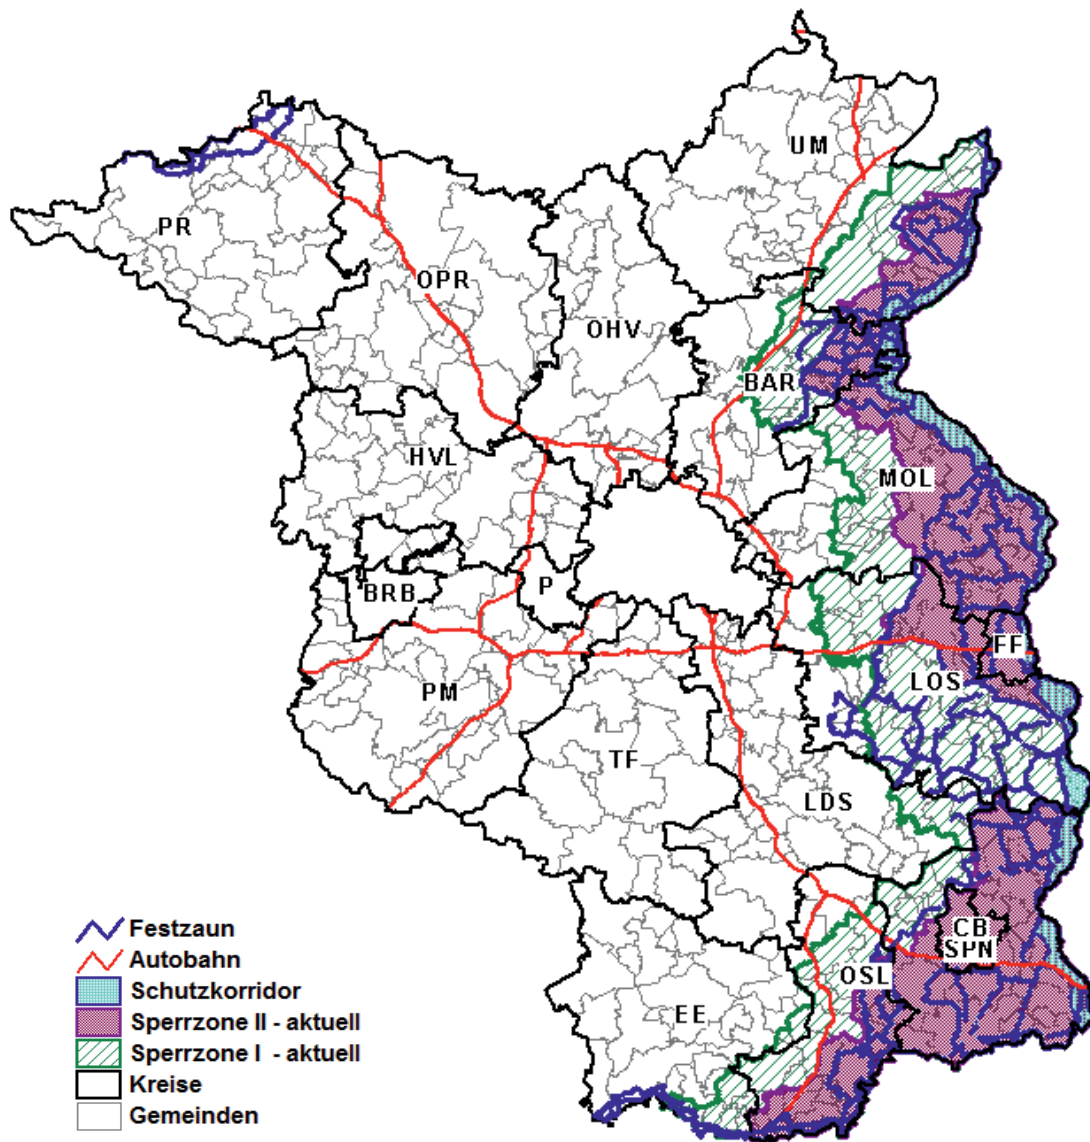 UM
PR
OPR
OHV
BAR
HVL
MOL
BRB
P
FF
LOS
PM
TF
LDS
CB
SPN
OSL
EE
Festzaun
Autobahn
Schutzkorridor
Sperrzone II - aktuell
Sperrzone I - aktuell
Kreise
Gemeinden